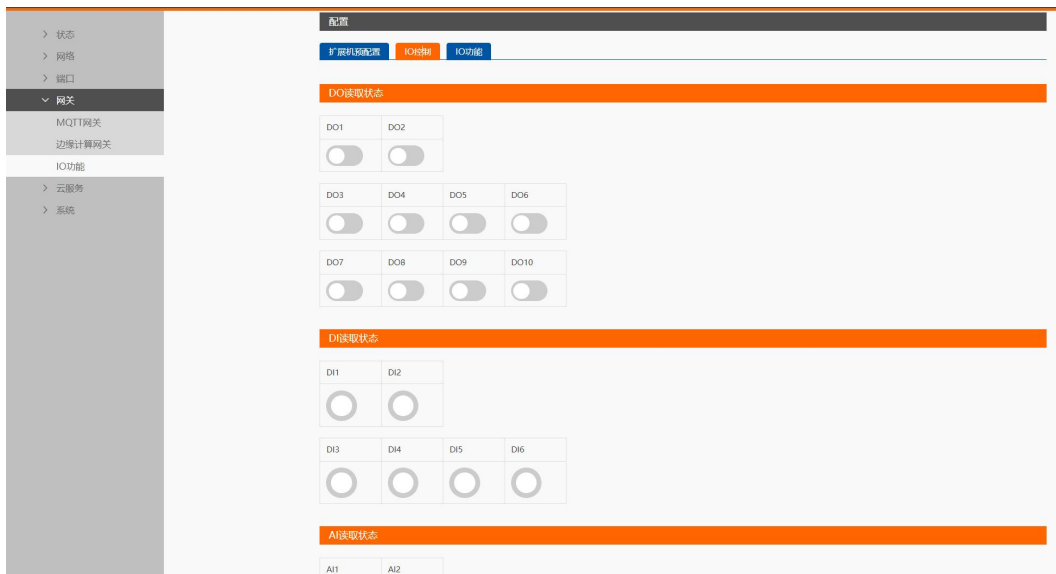 配置
状态
网络
端口
网关
MQTT网关
边缘计算网关
IO功能
云服务
系统
扩展机预配置 IO控制 IO功能
DO读取状态
DO1 DO2
DO3 DO4 DO5 DO6
DO7 DO8 DO9 DO10
DI读取状态
DI1 DI2
DI3 DI4 DI5 DI6
AI读取状态
AI1 AI2